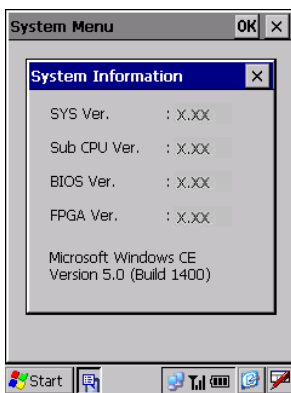 System Menu OK ×
System Information ×
SYS Ver. : X.XX
Sub CPU Ver. : X.XX
BIOS Ver. : X.XX
FPGA Ver. : X.XX
Microsoft Windows CE
Version 5.0 (Build 1400)
Start